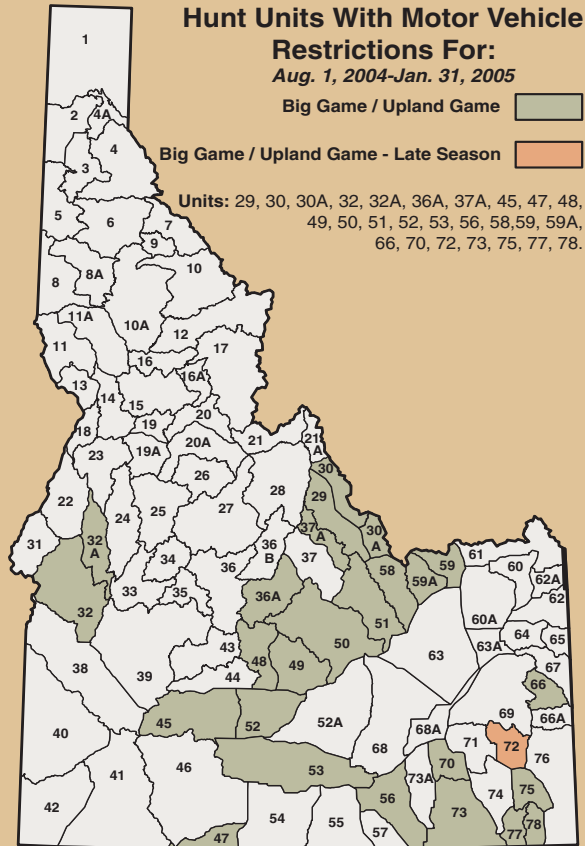 Hunt Units With Motor Vehicle
Restrictions For:
Aug. 1, 2004-Jan. 31, 2005
Big Game / Upland Game
Big Game / Upland Game - Late Season
Units: 29, 30, 30A, 32, 32A, 36A, 37A, 45, 47, 48,
49, 50, 51, 52, 53, 56, 58,59, 59A,
66, 70, 72, 73, 75, 77, 78.
1
2
4A
4
3
5
6
7
9
8
8A
10
10A
11A
11
12
17
16
16A
13
14
15
18
19
20
23
19A
20A
21
21
A
26
22
24
25
27
28
29
30
30
A
31
32
A
32
33
34
35
36
36
B
37
A
37
36A
58
59A
59
61
60
62A
62
60A
63A
64
65
67
66
66A
38
39
43
44
48
49
50
51
63
69
40
45
52
52A
68
68A
71
72
76
41
46
53
73A
70
56
73
74
75
42
47
54
55
57
77
78